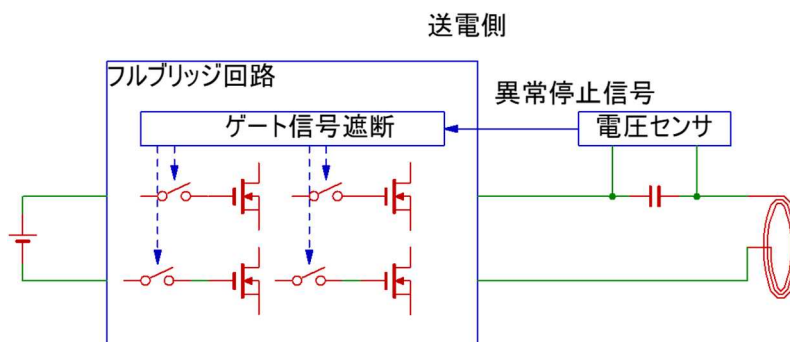 送電側
フルブリッジ回路
異常停止信号
ゲート信号遮断
電圧センサ